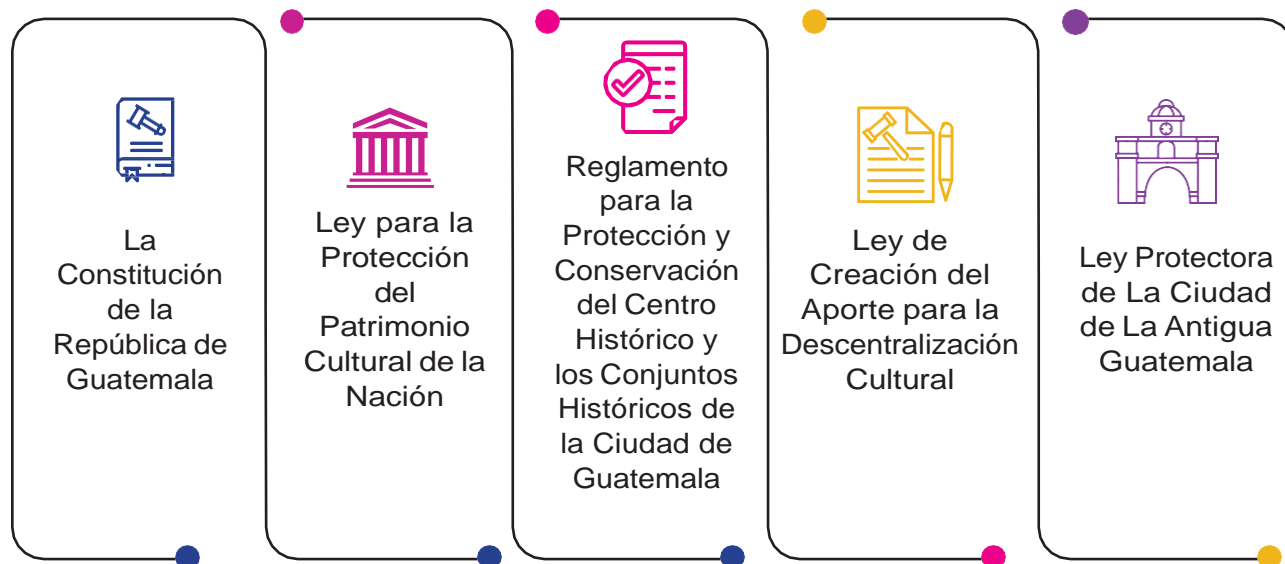 La
Constitución
de la
República de
Guatemala
Ley para la
Protección
del
Patrimonio
Cultural de la
Nación
Reglamento
para la
Protección y
Conservación
del Centro
Histórico y
los Conjuntos
Históricos de
la Ciudad de
Guatemala
Ley de
Creación del
Aporte para la
Descentralización
Cultural
Ley Protectora
de La Ciudad
de La Antigua
Guatemala